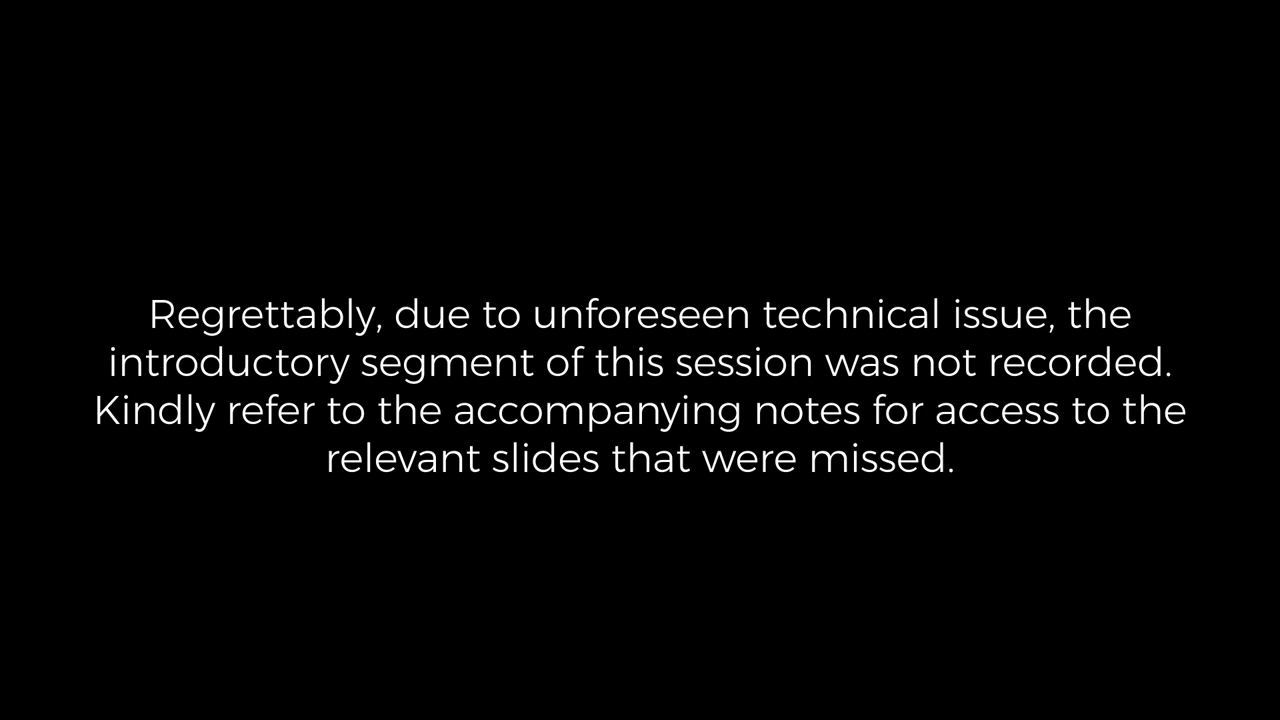 Regrettably, due to unforeseen technical issue, the
introductory segment of this session was not recorded.
Kindly refer to the accompanying notes for access to the
relevant slides that were missed.